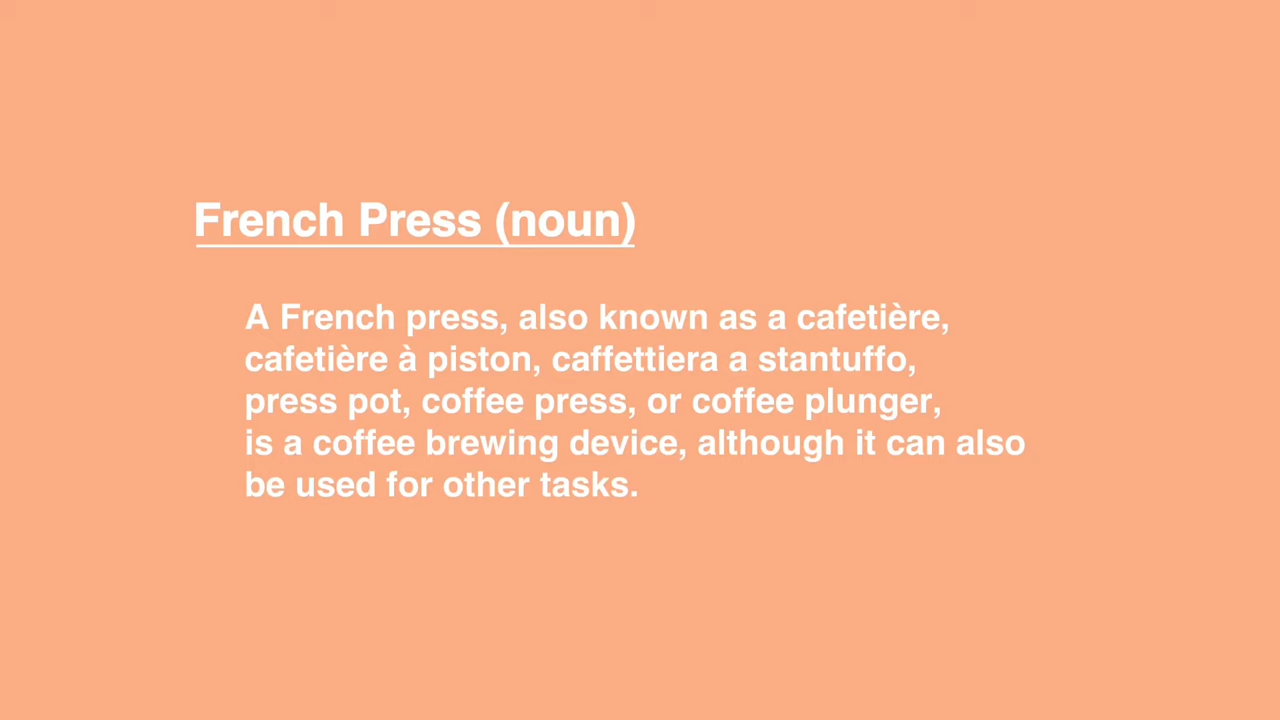 French Press (noun)
A French press, also known as a cafetière,
cafetière à piston, caffettiera a stantuffo,
press pot, coffee press, or coffee plunger,
is a coffee brewing device, although it can also
be used for other tasks.